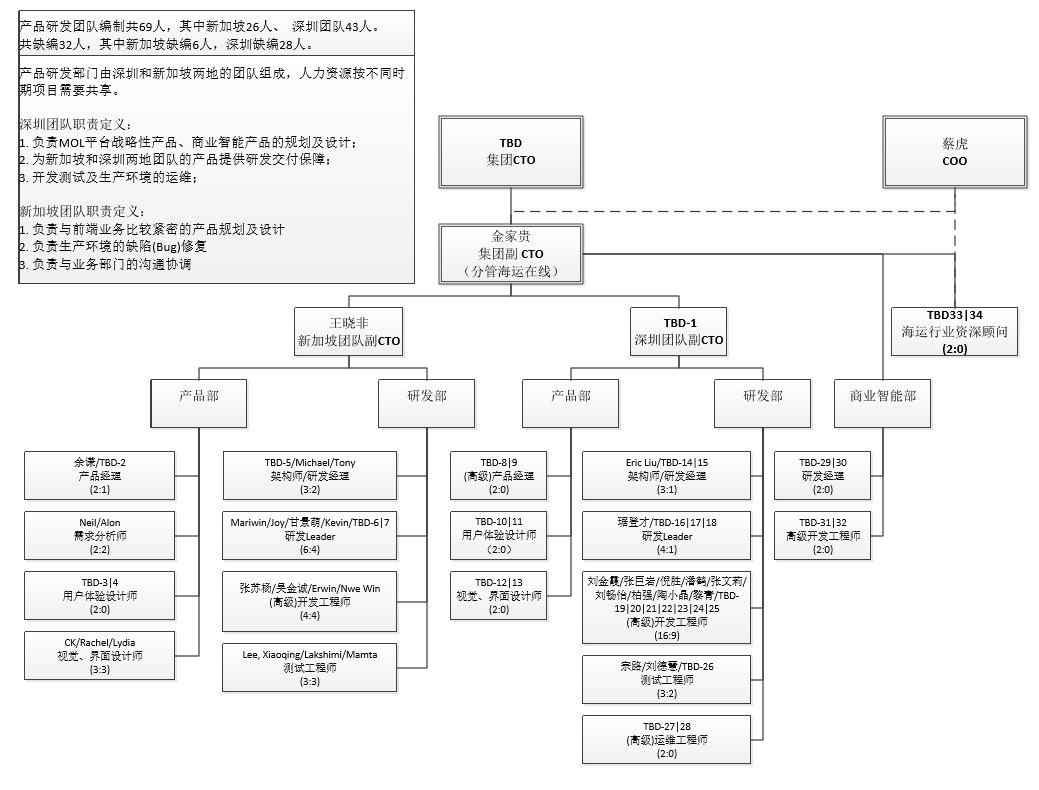 产品研发团队编制共69人，其中新加坡26人、 深圳团队43人。
共缺编32人，其中新加坡缺编6人，深圳缺编28人。
产品研发部门由深圳和新加坡两地的团队组成，人力资源按不同时
期项目需要共享。
深圳团队职责定义：
1. 负责MOL平台战略性产品、商业智能产品的规划及设计；
2. 为新加坡和深圳两地团队的产品提供研发交付保障；
3. 开发测试及生产环境的运维；
新加坡团队职责定义：
1. 负责与前端业务比较紧密的产品规划及设计
2. 负责生产环境的缺陷(Bug)修复
3. 负责与业务部门的沟通协调
TBD
集团CTO
蔡虎
COO
金家贵
集团副 CTO
（分管海运在线）
王晓非
新加坡团队副CTO
TBD-1
深圳团队副CTO
TBD33|34
海运行业资深顾问
(2:0)
产品部
研发部
产品部
研发部
商业智能部
余谦/TBD-2
产品经理
(2:1)
Neil/Alon
需求分析师
(2:2)
TBD-3|4
用户体验设计师
(2:0)
CK/Rachel/Lydia
视觉、界面设计师
(3:3)
TBD-5/Michael/Tony
架构师/研发经理
(3:2)
Mariwin/Joy/甘景萌/Kevin/TBD-6|7
研发Leader
(6:4)
张苏杨/吴金诚/Erwin/Nwe Win
(高级)开发工程师
(4:4)
Lee, Xiaoqing/Lakshimi/Mamta
测试工程师
(3:3)
TBD-8|9
(高级)产品经理
(2:0)
TBD-10|11
用户体验设计师
（2:0）
TBD-12|13
视觉、界面设计师
(2:0)
Eric Liu/TBD-14|15
架构师/研发经理
(3:1)
琚登才/TBD-16|17|18
研发Leader
(4:1)
刘金霞/张巨岩/倪胜/潘鹤/张文莉/
刘畅怡/柏强/陶小晶/黎青/TBD-
19|20|21|22|23|24|25
(高级)开发工程师
(16:9)
宗路/刘德慧/TBD-26
测试工程师
(3:2)
TBD-27|28
(高级)运维工程师
(2:0)
TBD-29|30
研发经理
(2:0)
TBD-31|32
高级开发工程师
(2:0)